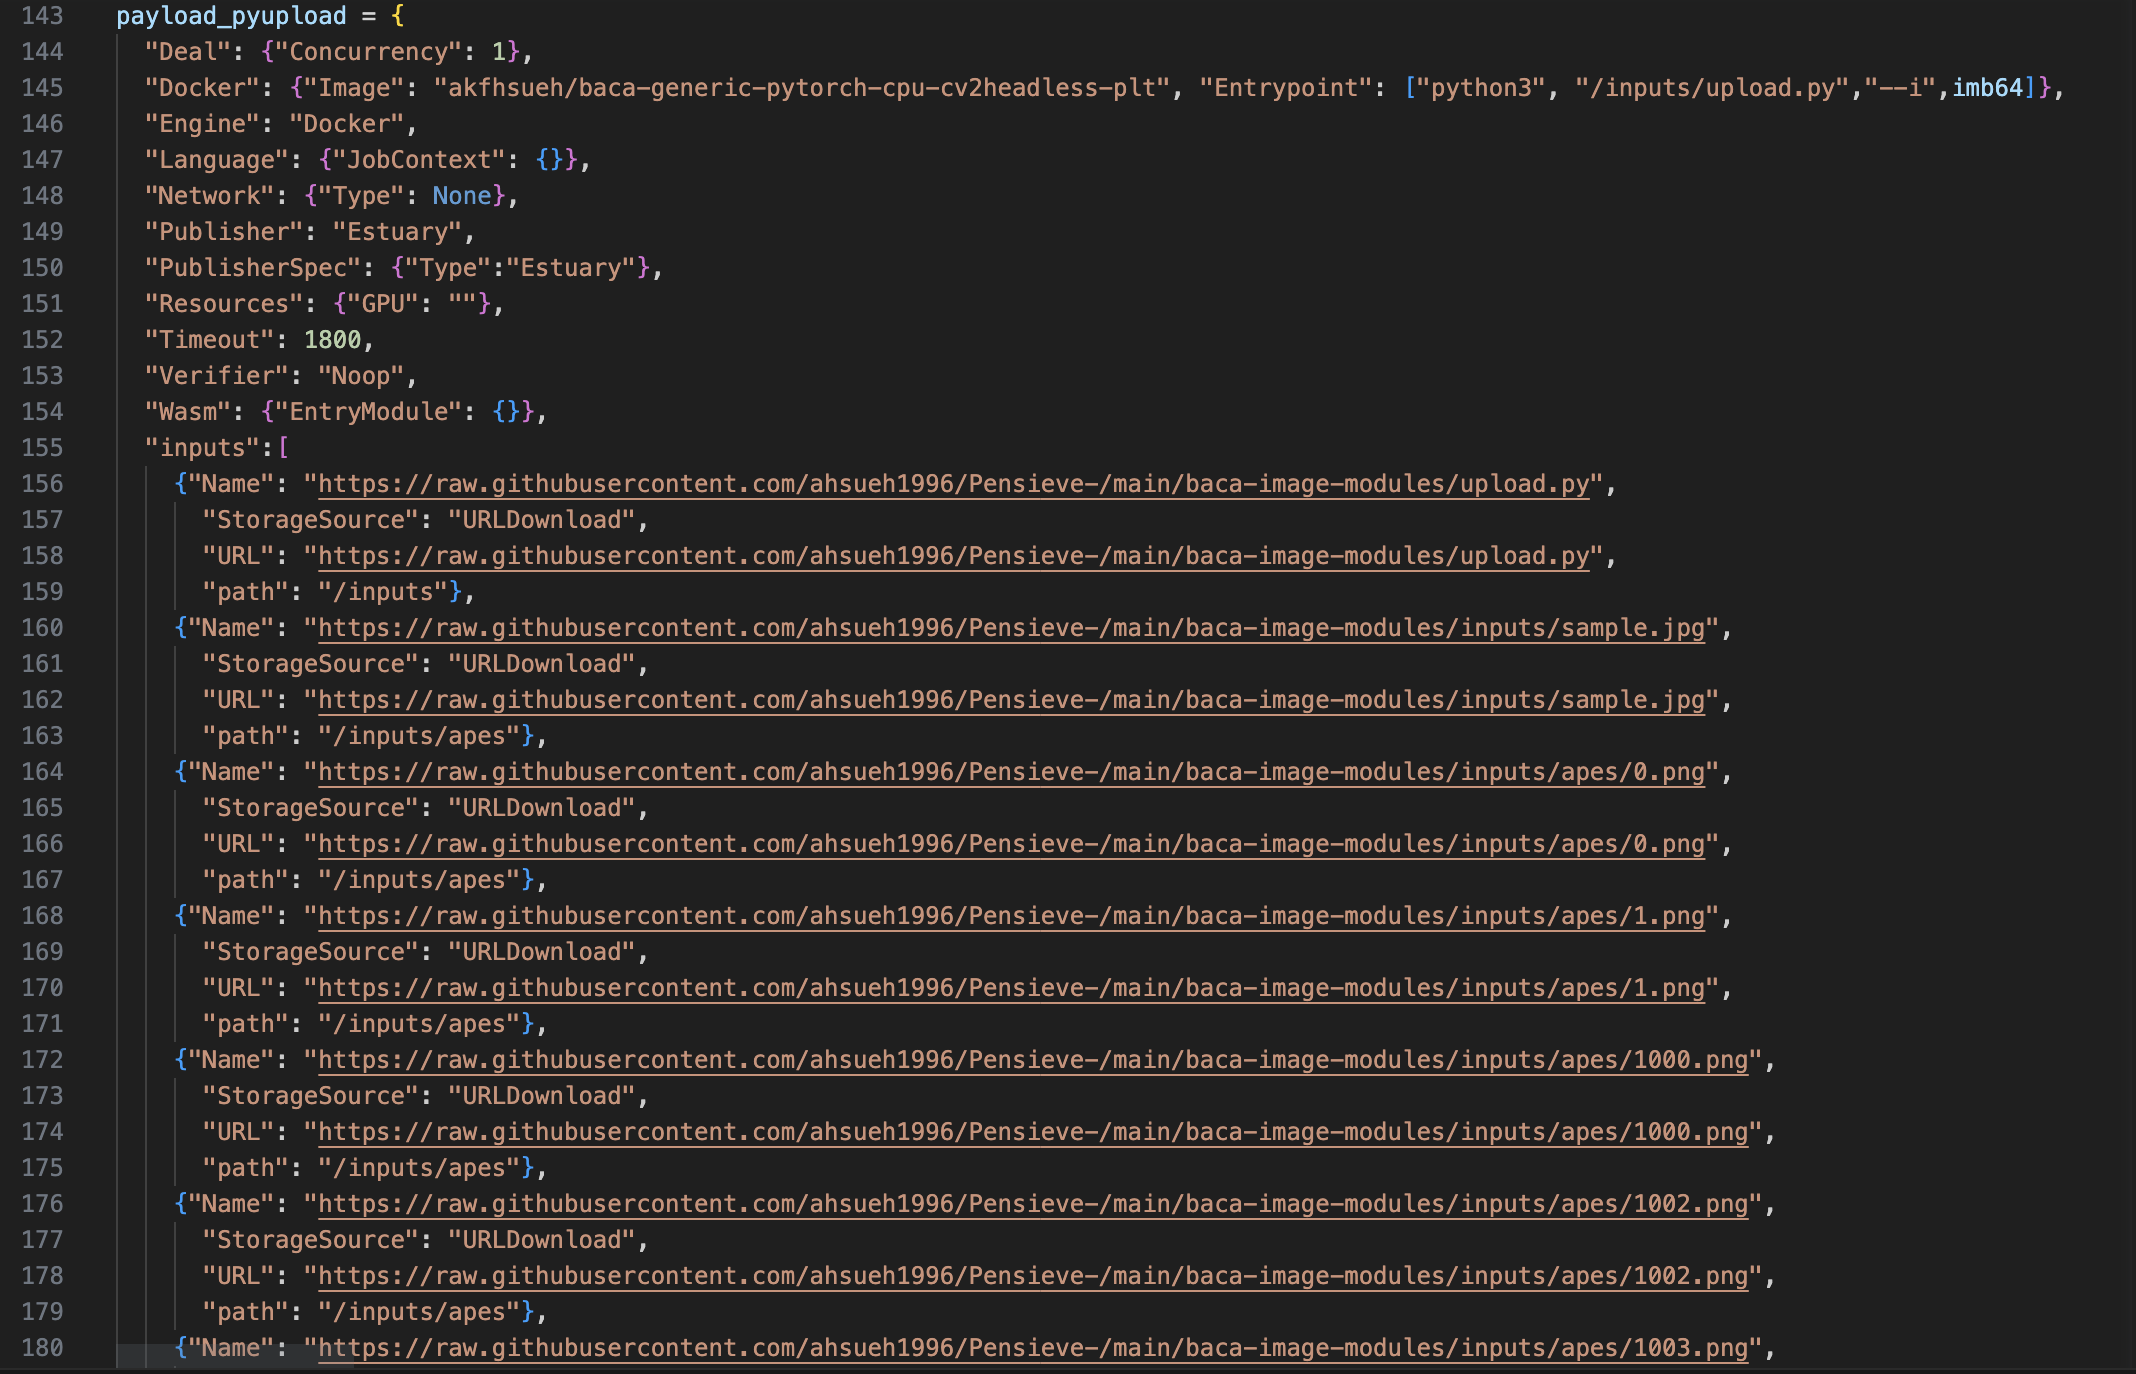 143 payload_pyupload = {
144 "Deal": {"Concurrency": 1},
145 "Docker": {"Image": "akfhsueh/baca-generic-pytorch-cpu-cv2headless-plt", "Entrypoint": ["python3", "/inputs/upload.py","--i",imb64]},
146 "Engine": "Docker",
147 "Language": {"JobContext": {}},
148 "Network": {"Type": None},
149 "Publisher": "Estuary",
150 "PublisherSpec": {"Type":"Estuary"},
151 "Resources": {"GPU": ""},
152 "Timeout": 1800,
153 "Verifier": "Noop",
154 "Wasm": {"EntryModule": {}},
155 "inputs":[
156 {"Name": "https://raw.githubusercontent.com/ahsueh1996/Pensieve-/main/baca-image-modules/upload.py",
157 "StorageSource": "URLDownload",
158 "URL": "https://raw.githubusercontent.com/ahsueh1996/Pensieve-/main/baca-image-modules/upload.py",
159 "path": "/inputs"},
160 {"Name": "https://raw.githubusercontent.com/ahsueh1996/Pensieve-/main/baca-image-modules/inputs/sample.jpg",
161 "StorageSource": "URLDownload",
162 "URL": "https://raw.githubusercontent.com/ahsueh1996/Pensieve-/main/baca-image-modules/inputs/sample.jpg",
163 "path": "/inputs/apes"},
164 {"Name": "https://raw.githubusercontent.com/ahsueh1996/Pensieve-/main/baca-image-modules/inputs/apes/0.png",
165 "StorageSource": "URLDownload",
166 "URL": "https://raw.githubusercontent.com/ahsueh1996/Pensieve-/main/baca-image-modules/inputs/apes/0.png",
167 "path": "/inputs/apes"},
168 {"Name": "https://raw.githubusercontent.com/ahsueh1996/Pensieve-/main/baca-image-modules/inputs/apes/1.png",
169 "StorageSource": "URLDownload",
170 "URL": "https://raw.githubusercontent.com/ahsueh1996/Pensieve-/main/baca-image-modules/inputs/apes/1.png",
171 "path": "/inputs/apes"},
172 {"Name": "https://raw.githubusercontent.com/ahsueh1996/Pensieve-/main/baca-image-modules/inputs/apes/1000.png",
173 "StorageSource": "URLDownload",
174 "URL": "https://raw.githubusercontent.com/ahsueh1996/Pensieve-/main/baca-image-modules/inputs/apes/1000.png",
175 "path": "/inputs/apes"},
176 {"Name": "https://raw.githubusercontent.com/ahsueh1996/Pensieve-/main/baca-image-modules/inputs/apes/1002.png",
177 "StorageSource": "URLDownload",
178 "URL": "https://raw.githubusercontent.com/ahsueh1996/Pensieve-/main/baca-image-modules/inputs/apes/1002.png",
179 "path": "/inputs/apes"},
180 {"Name": "https://raw.githubusercontent.com/ahsueh1996/Pensieve-/main/baca-image-modules/inputs/apes/1003.png",